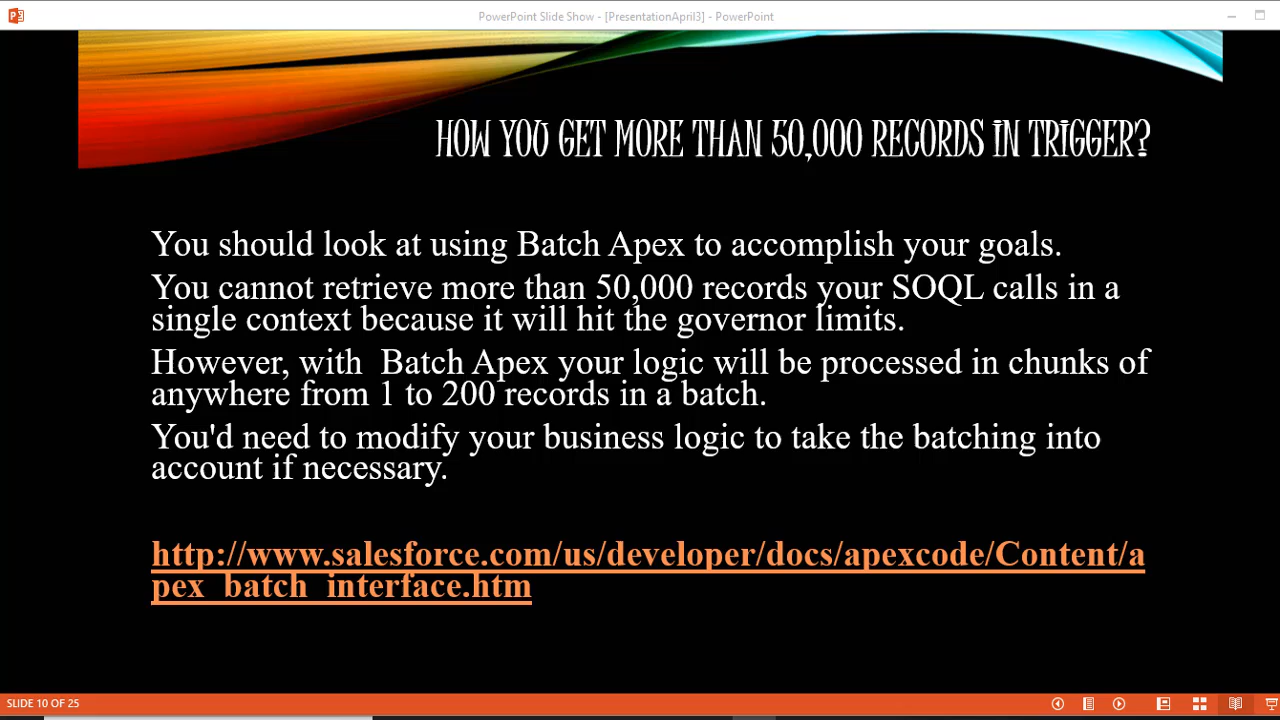 PowerPoint Slide Show - [PresentationApril3] - PowerPoint
HOW YOU GET MORE THAN 50,000 RECORDS IN TRIGGER?
You should look at using Batch Apex to accomplish your goals.
You cannot retrieve more than 50,000 records your SOQL calls in a
single context because it will hit the governor limits.
However, with  Batch Apex your logic will be processed in chunks of
anywhere from 1 to 200 records in a batch.
You'd need to modify your business logic to take the batching into
account if necessary.
http://www.salesforce.com/us/developer/docs/apexcode/Content/a
pex_batch_interface.htm
SLIDE 10 OF 25